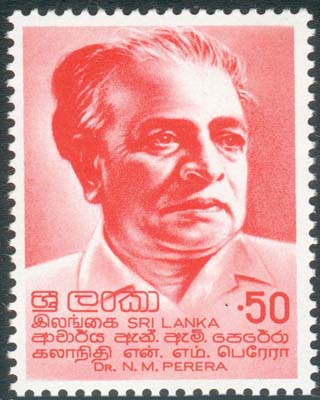 ශ්‍රී ලංකා
.50
இலங்கை SRI LANKA
ආචාර්ය ඇන්. ඇම්. පෙරේරා
கலாநிதி என். எம். பெரேரா
DR. N. M. PERERA